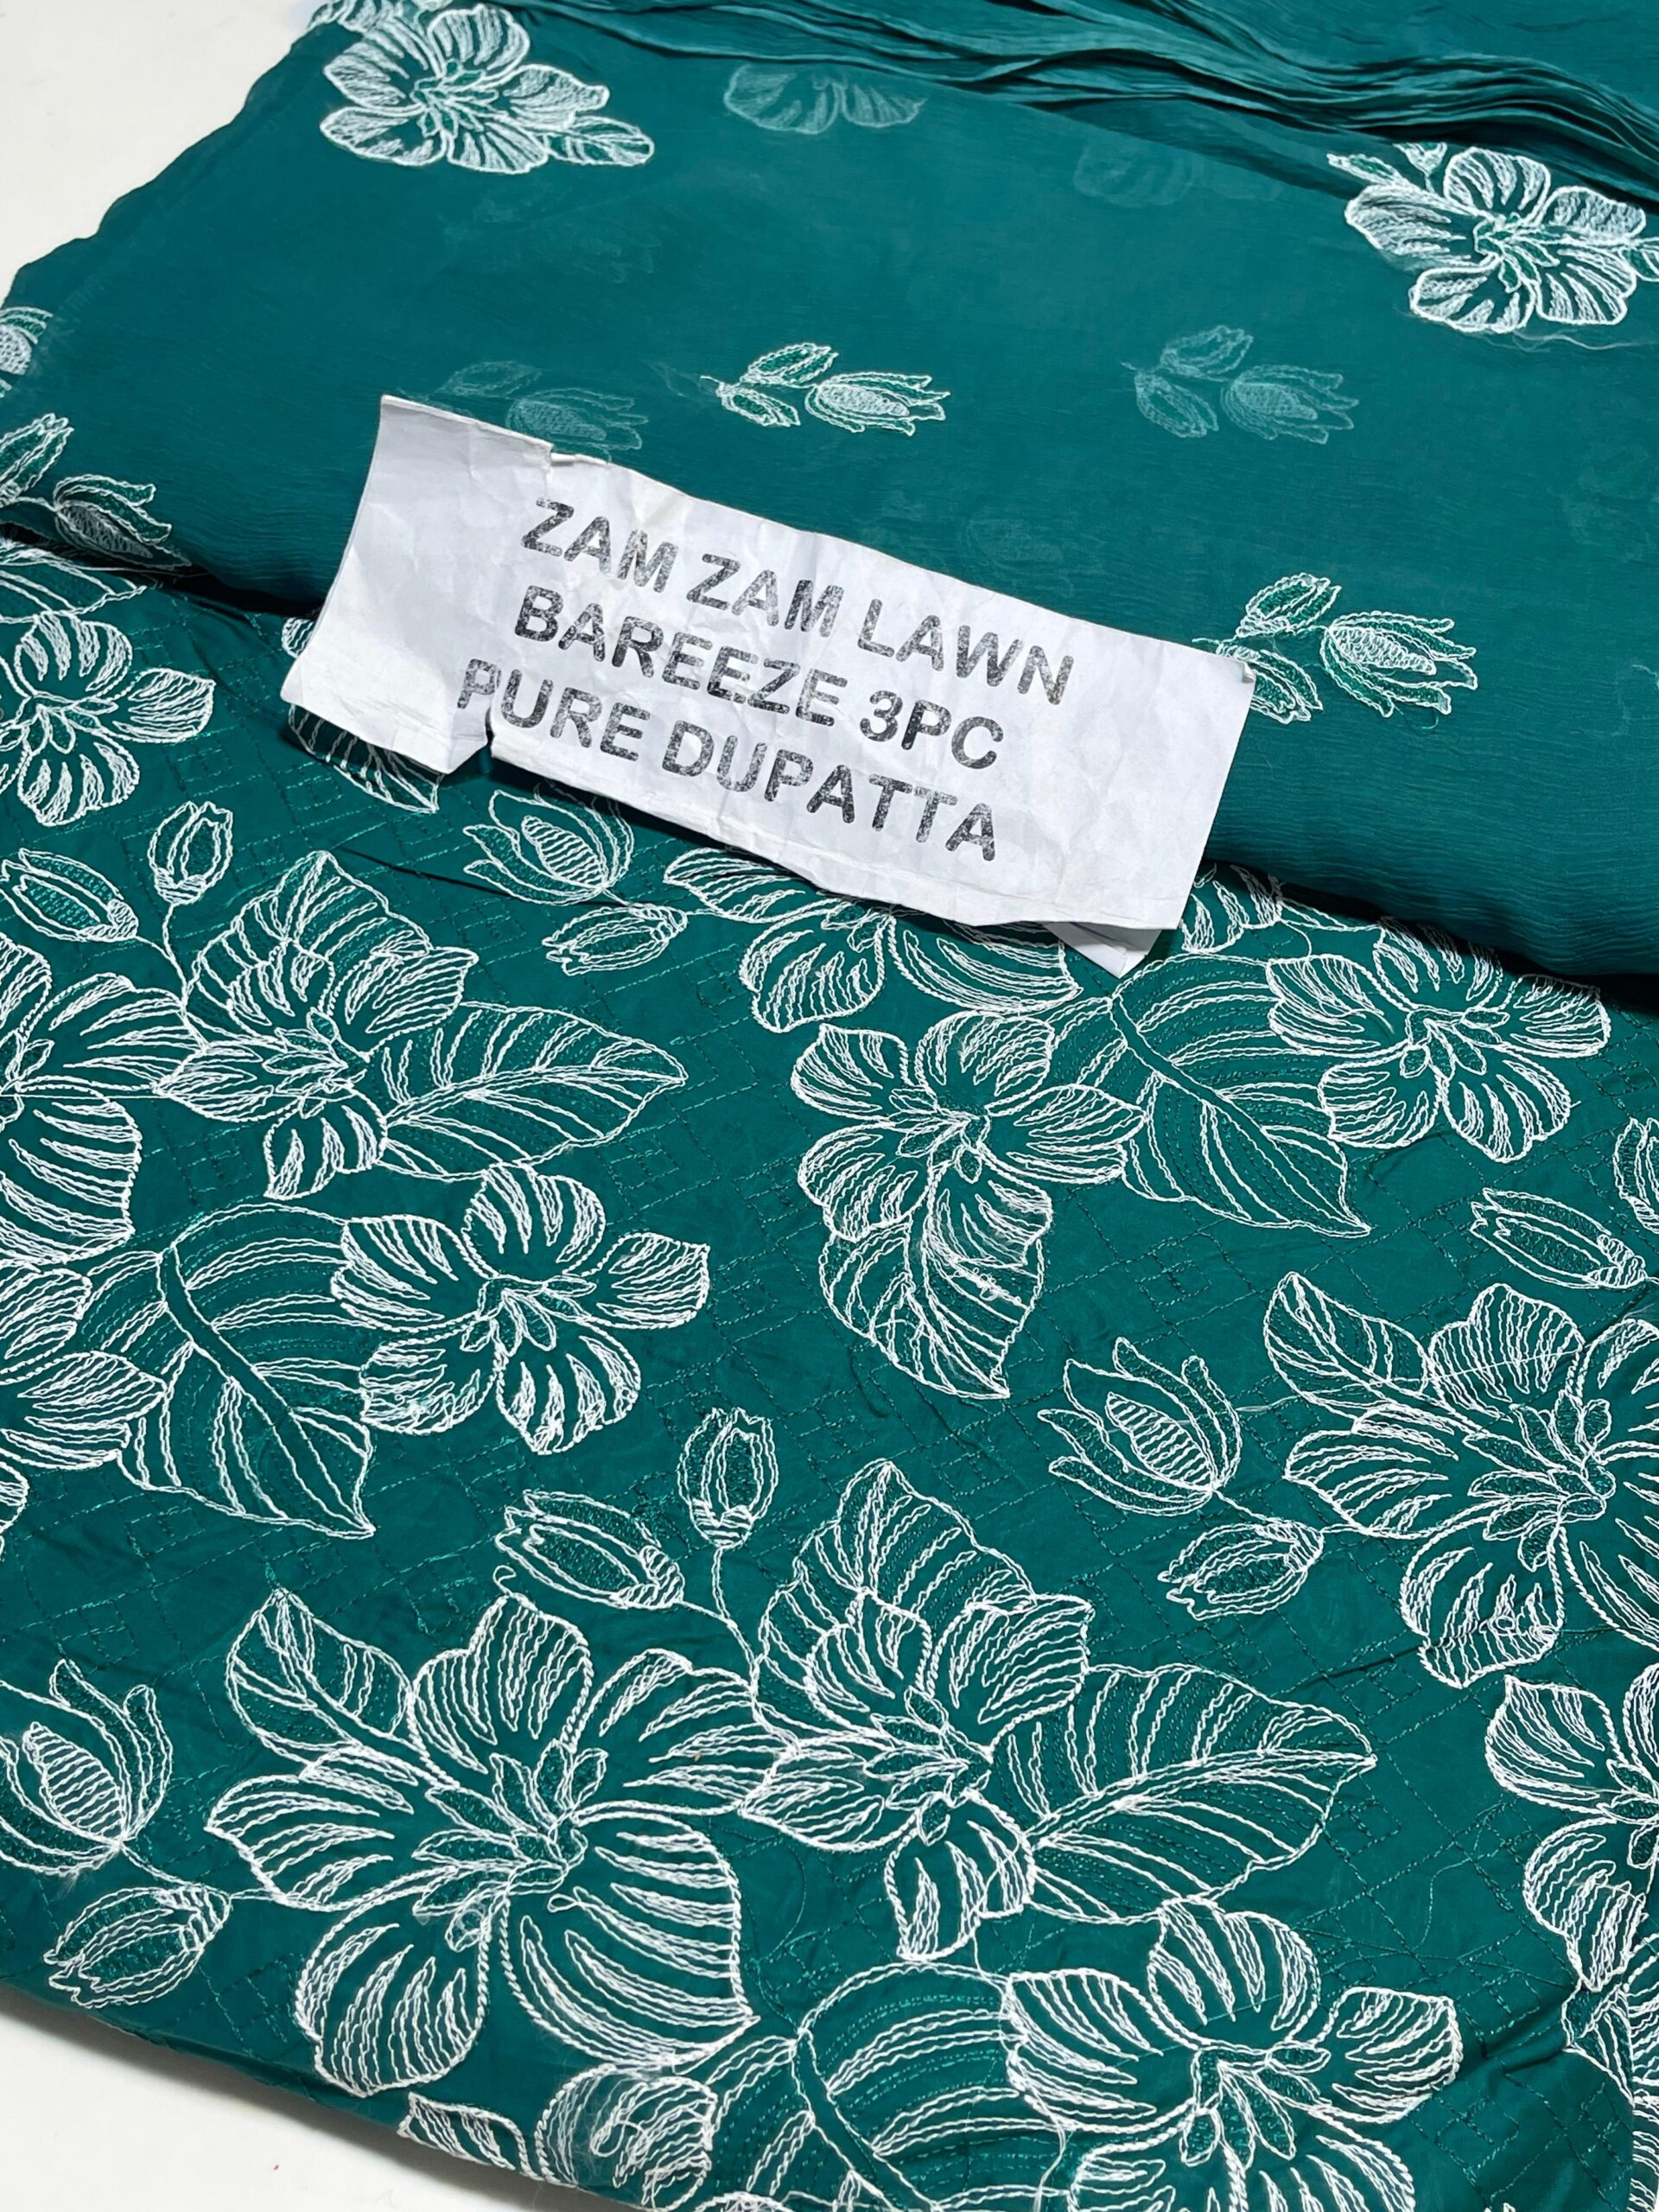 ZAM ZAM LAWN
BAREEZE 3PC
PURE DUPATTA